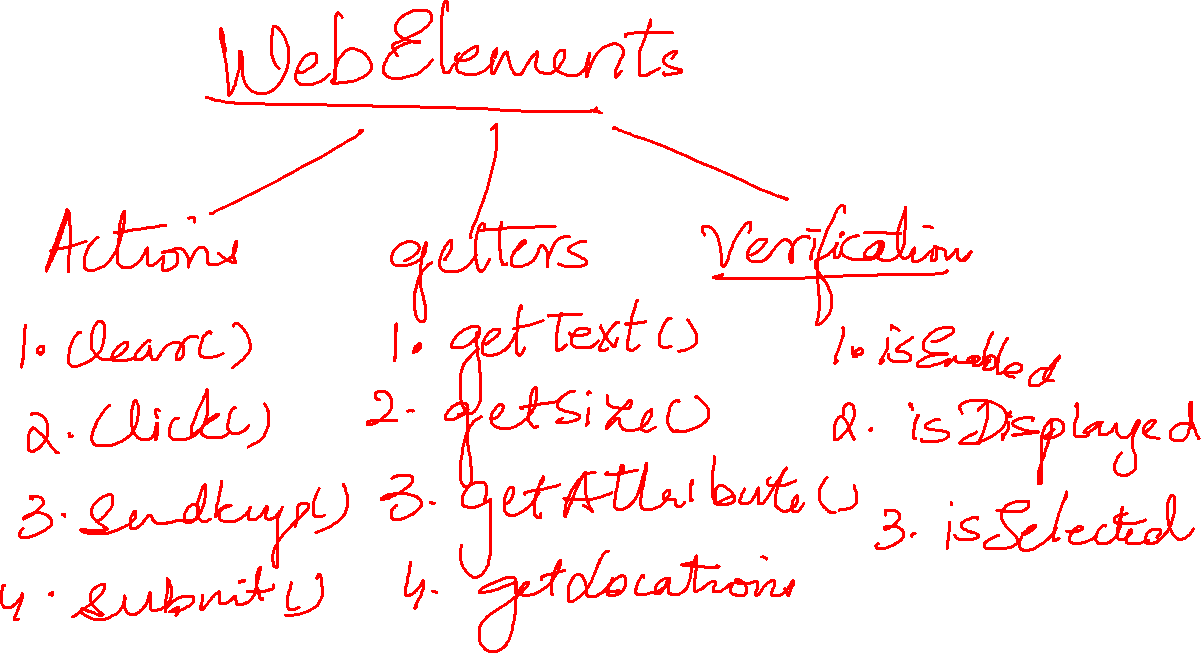 WebElements
Actions
1. Clear()
2. Click()
3. Sendkeys()
4. Submit()
getters
1. getText()
2. getSize()
3. getAttribute()
4. getLocation
Verification
1. isEnabled
2. isDisplayed
3. isSelected